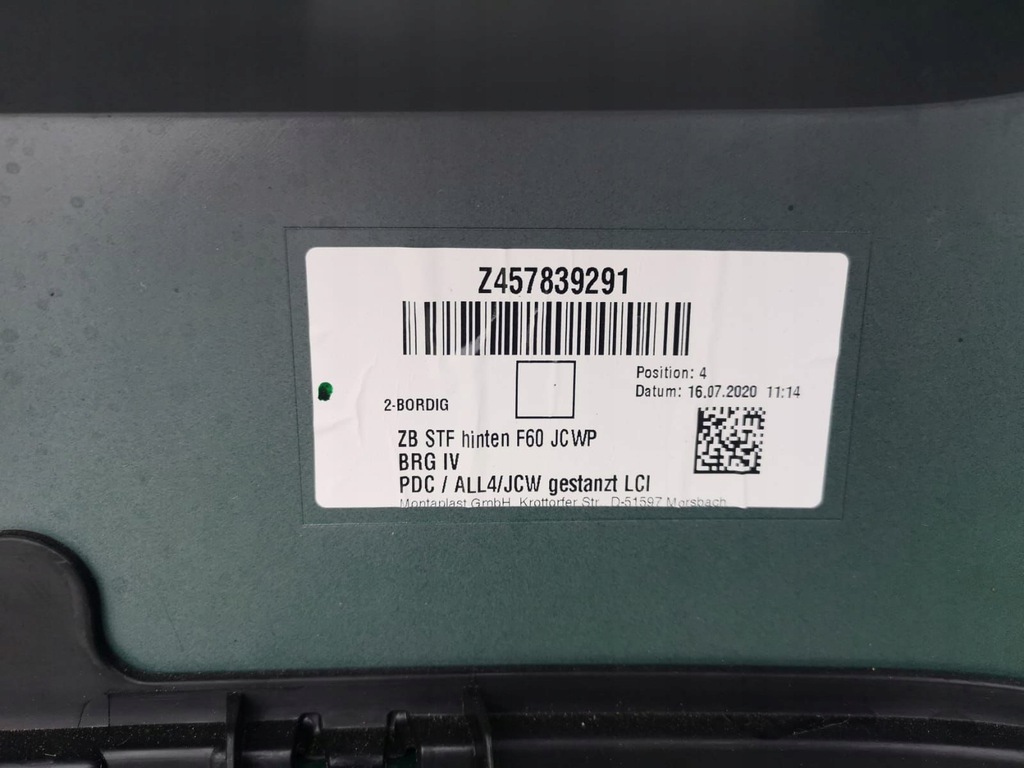 Z457839291
Position: 4
Datum: 16.07.2020 11:14
2-BORDIG
ZB STF hinten F60 JCWP
BRG IV
PDC / ALL4/JCW gestanzt LCI
Montaplast GmbH, Krottorfer Str., D-51597 Morsbach